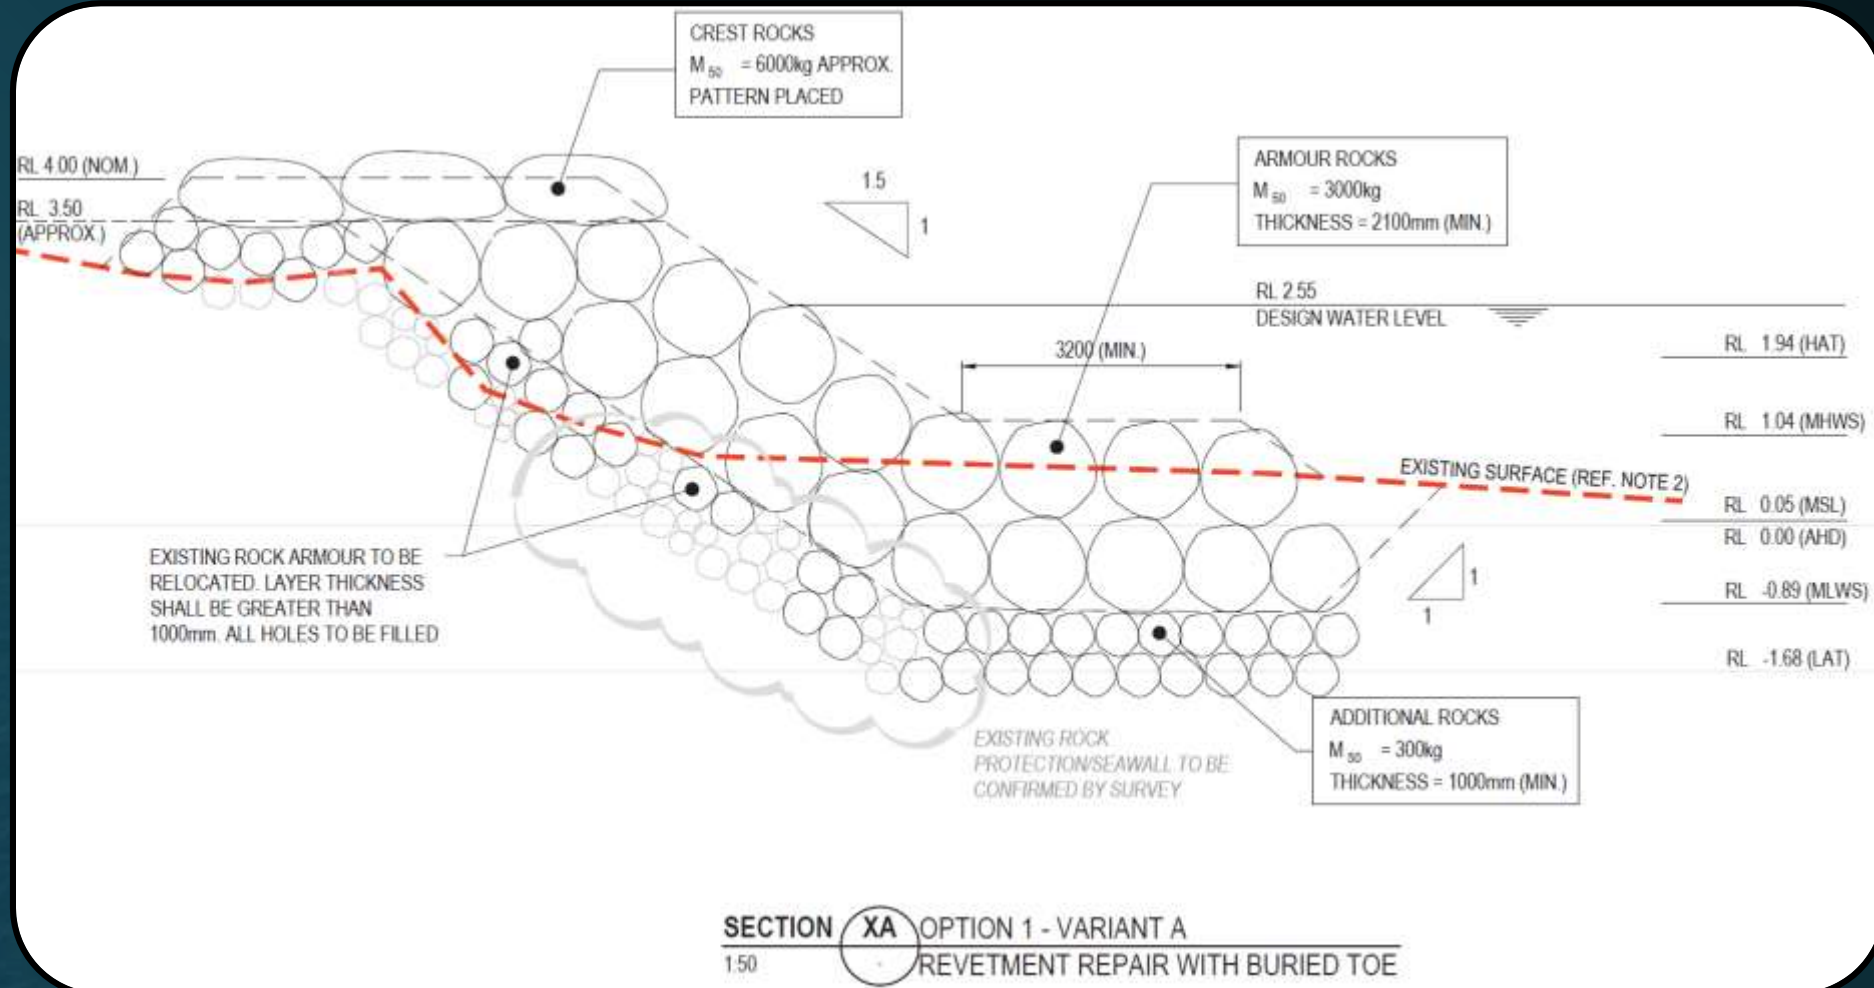 CREST ROCKS
M50 = 6000kg APPROX.
PATTERN PLACED
RL 4.00 (NOM.)
RL 3.50
(APPROX.)
1.5
1
ARMOUR ROCKS
M50 = 3000kg
THICKNESS = 2100mm (MIN.)
RL 2.55
DESIGN WATER LEVEL
3200 (MIN.)
RL 1.94 (HAT)
RL 1.04 (MHWS)
EXISTING SURFACE (REF. NOTE 2)
RL 0.05 (MSL)
RL 0.00 (AHD)
RL -0.89 (MLWS)
RL -1.68 (LAT)
1
1
EXISTING ROCK ARMOUR TO BE
RELOCATED. LAYER THICKNESS
SHALL BE GREATER THAN
1000mm. ALL HOLES TO BE FILLED
EXISTING ROCK
PROTECTION/SEAWALL TO BE
CONFIRMED BY SURVEY
ADDITIONAL ROCKS
M50 = 300kg
THICKNESS = 1000mm (MIN.)
SECTION XA OPTION 1 - VARIANT A
1:50 - REVETMENT REPAIR WITH BURIED TOE